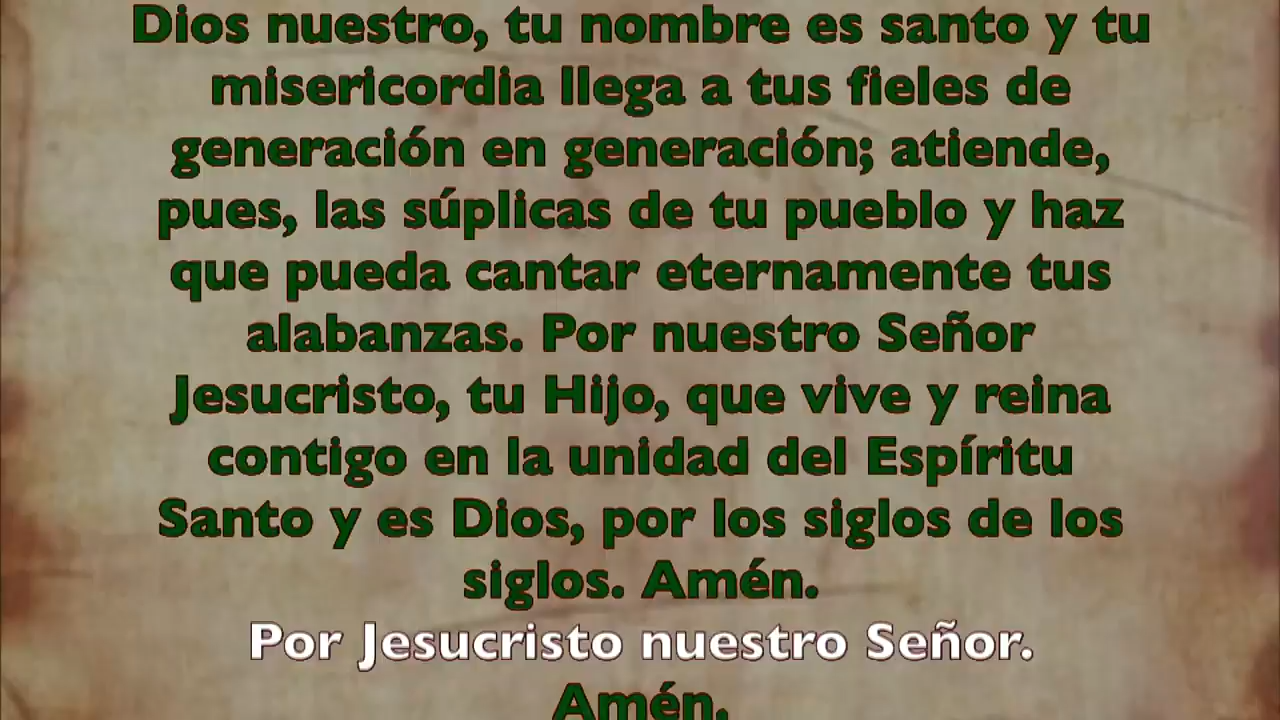 Dios nuestro, tu nombre es santo y tu
misericordia llega a tus fieles de
generación en generación; atiende,
pues, las súplicas de tu pueblo y haz
que pueda cantar eternamente tus
alabanzas. Por nuestro Señor
Jesucristo, tu Hijo, que vive y reina
contigo en la unidad del Espíritu
Santo y es Dios, por los siglos de los
siglos. Amén.
Por Jesucristo nuestro Señor.
Amén.